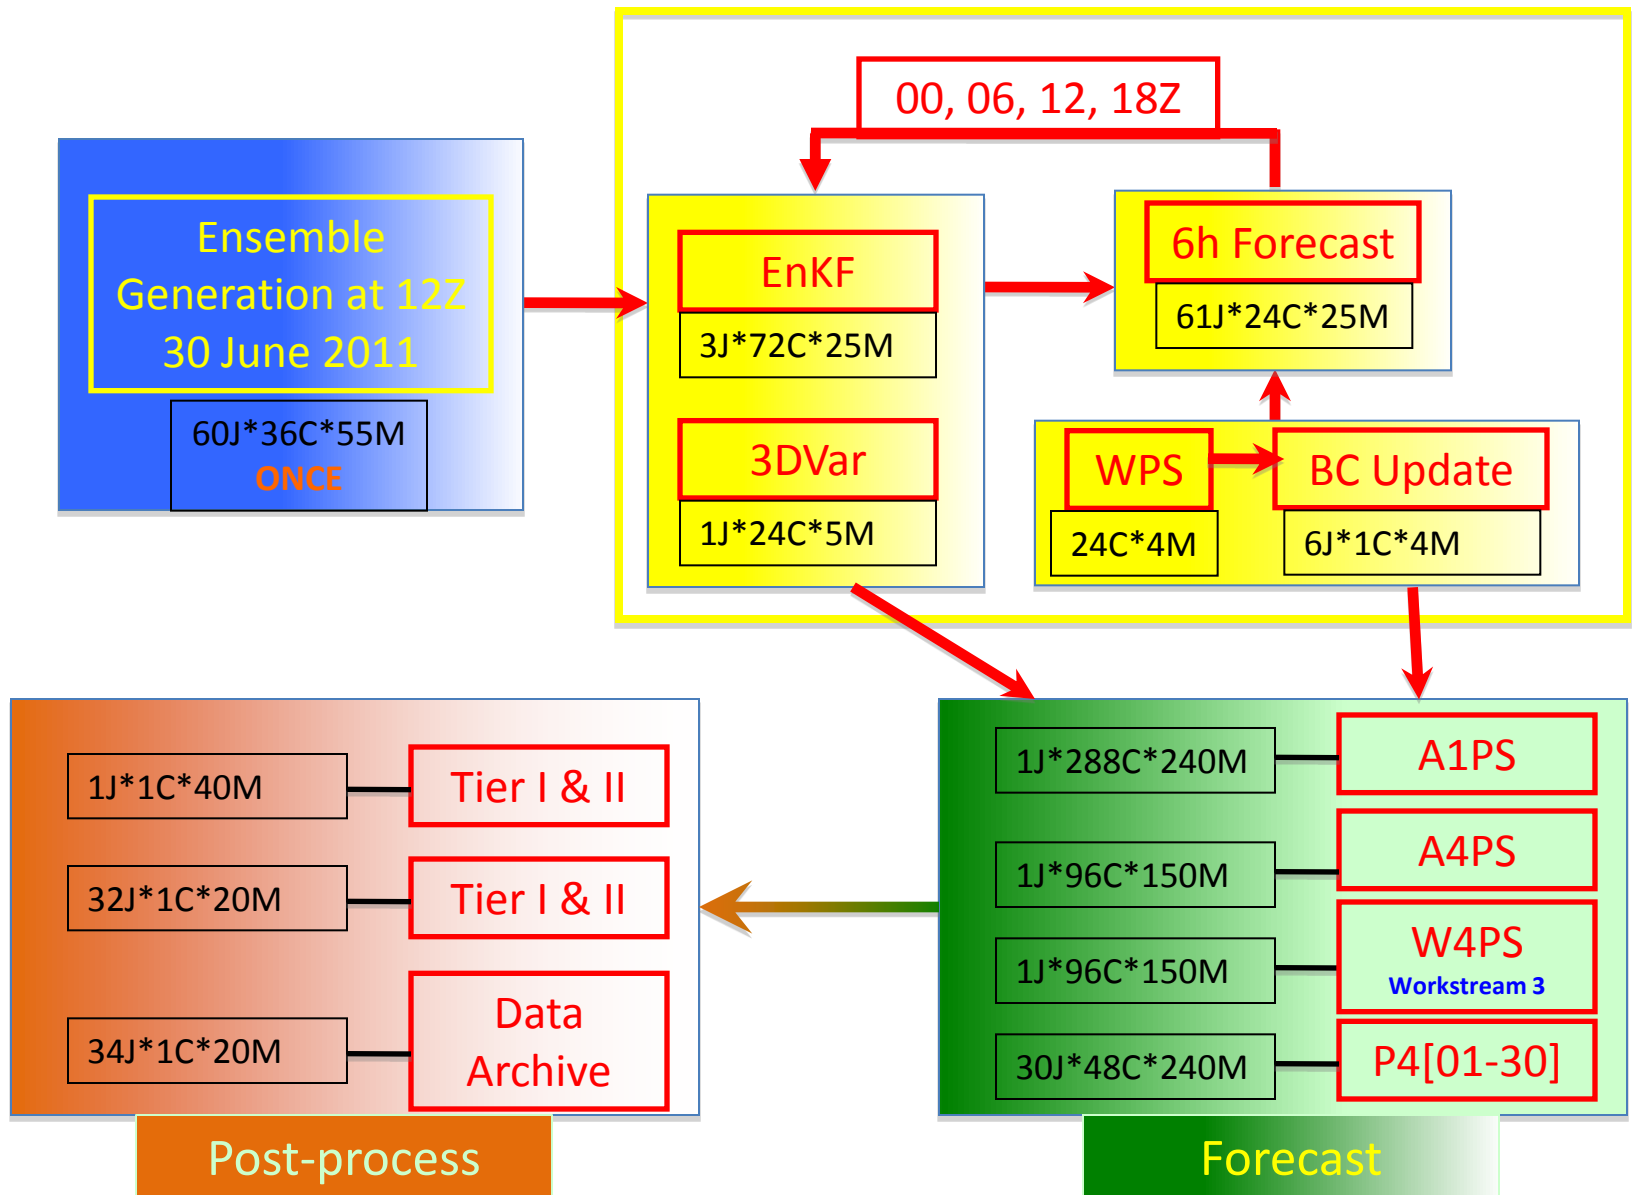 00, 06, 12, 18Z
Ensemble
Generation at 12Z
30 June 2011
60J*36C*55M
ONCE
EnKF
3J*72C*25M
3DVar
1J*24C*5M
6h Forecast
61J*24C*25M
WPS
24C*4M
BC Update
6J*1C*4M
1J*1C*40M
Tier I & II
32J*1C*20M
Tier I & II
34J*1C*20M
Data
Archive
Post-process
1J*288C*240M
A1PS
1J*96C*150M
A4PS
1J*96C*150M
W4PS
Workstream 3
30J*48C*240M
P4[01-30]
Forecast